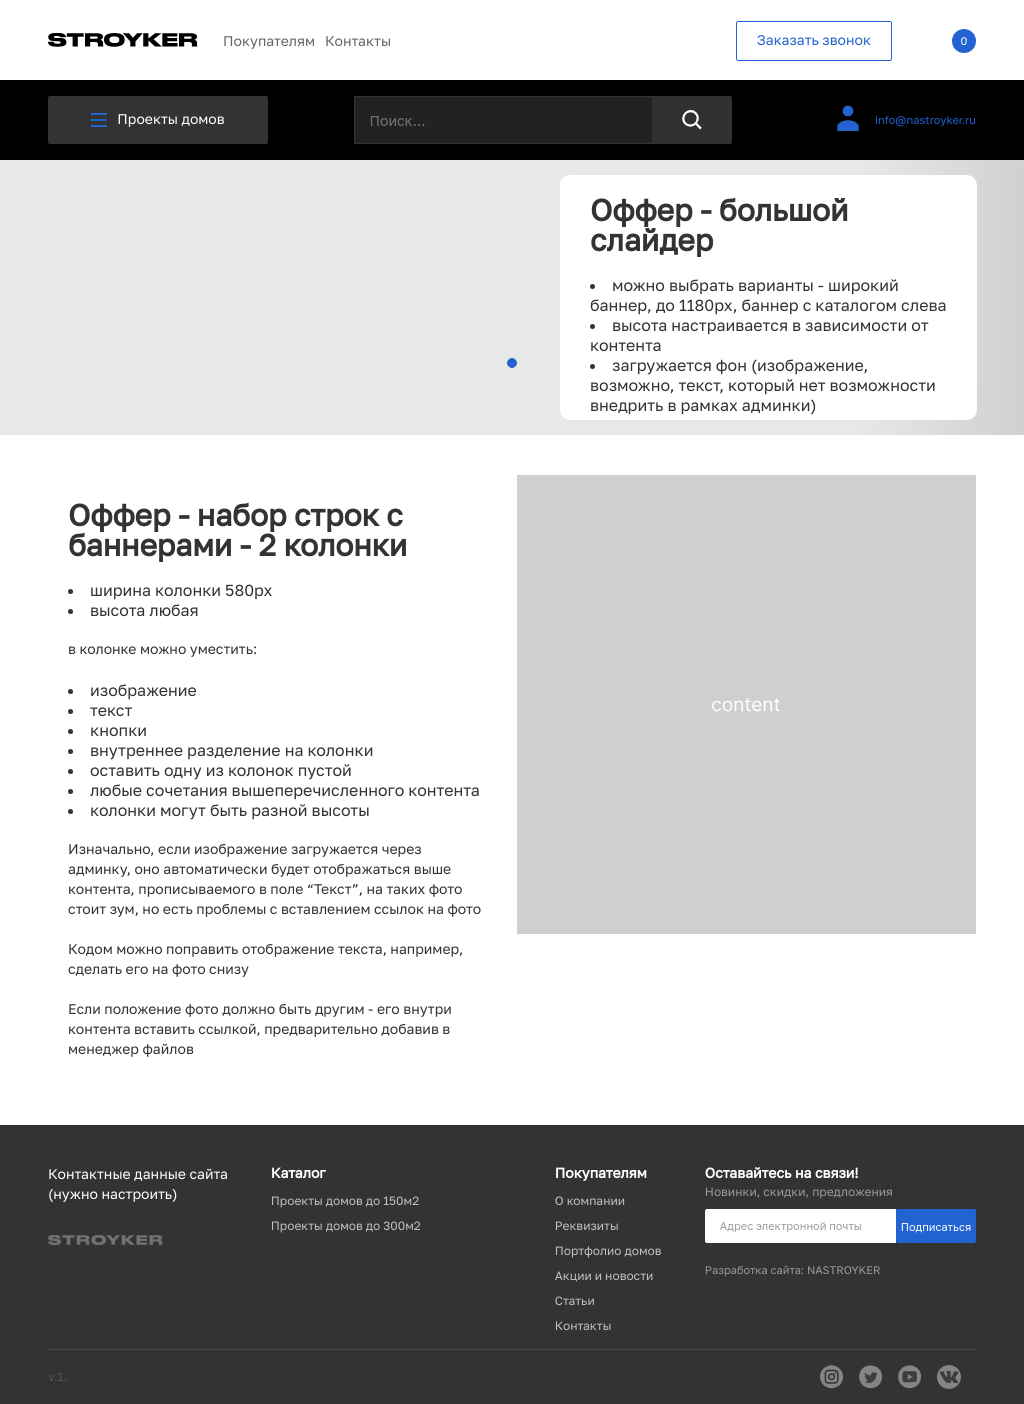 STROYKER
Покупателям Контакты
Заказать звонок
0
Проекты домов
Поиск...
info@nastroyker.ru
Оффер - большой
слайдер
• можно выбрать варианты - широкий
баннер, до 1180px, баннер с каталогом слева
• высота настраивается в зависимости от
контента
• загружается фон (изображение,
возможно, текст, который нет возможности
внедрить в рамках админки)
Оффер - набор строк с
баннерами - 2 колонки
• ширина колонки 580px
• высота любая
в колонке можно уместить:
• изображение
• текст
• кнопки
• внутреннее разделение на колонки
• оставить одну из колонок пустой
• любые сочетания вышеперечисленного контента
• колонки могут быть разной высоты
Изначально, если изображение загружается через
админку, оно автоматически будет отображаться выше
контента, прописываемого в поле “Текст”, на таких фото
стоит зум, но есть проблемы с вставлением ссылок на фото
Кодом можно поправить отображение текста, например,
сделать его на фото снизу
Если положение фото должно быть другим - его внутри
контента вставить ссылкой, предварительно добавив в
менеджер файлов
content
Контактные данные сайта
(нужно настроить)
STROYKER
Каталог
Проекты домов до 150м2
Проекты домов до 300м2
Покупателям
О компании
Реквизиты
Портфолио домов
Акции и новости
Статьи
Контакты
Оставайтесь на связи!
Новинки, скидки, предложения
Адрес электронной почты
Подписаться
Разработка сайта: NASTROYKER
v.1.